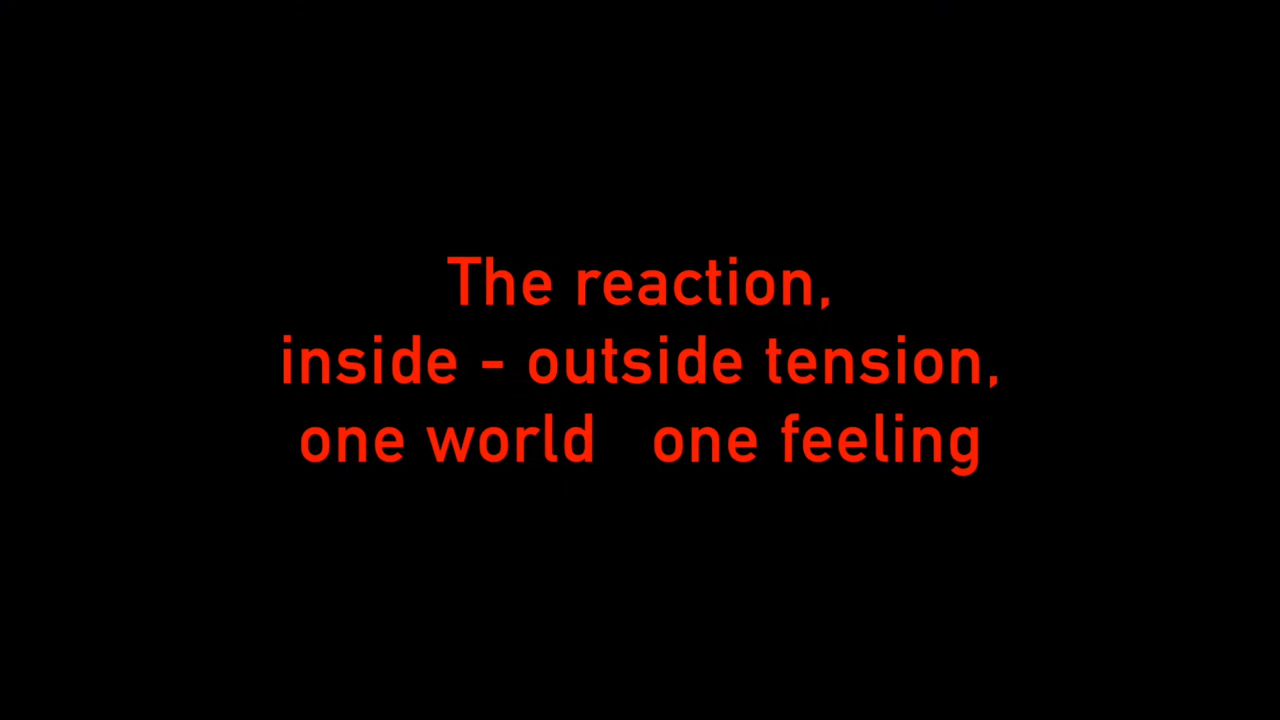 The reaction,
inside - outside tension,
one world   one feeling